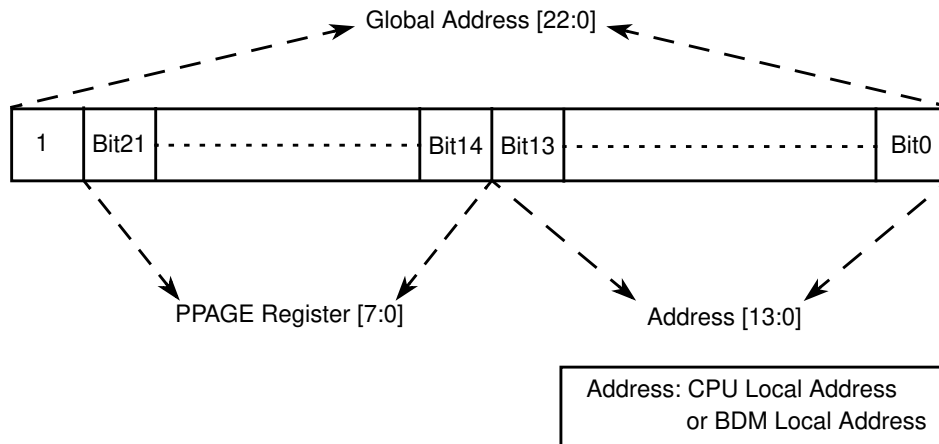 Global Address [22:0]
1 Bit21 Bit14 Bit13 Bit0
PPAGE Register [7:0]
Address [13:0]
Address: CPU Local Address
or BDM Local Address